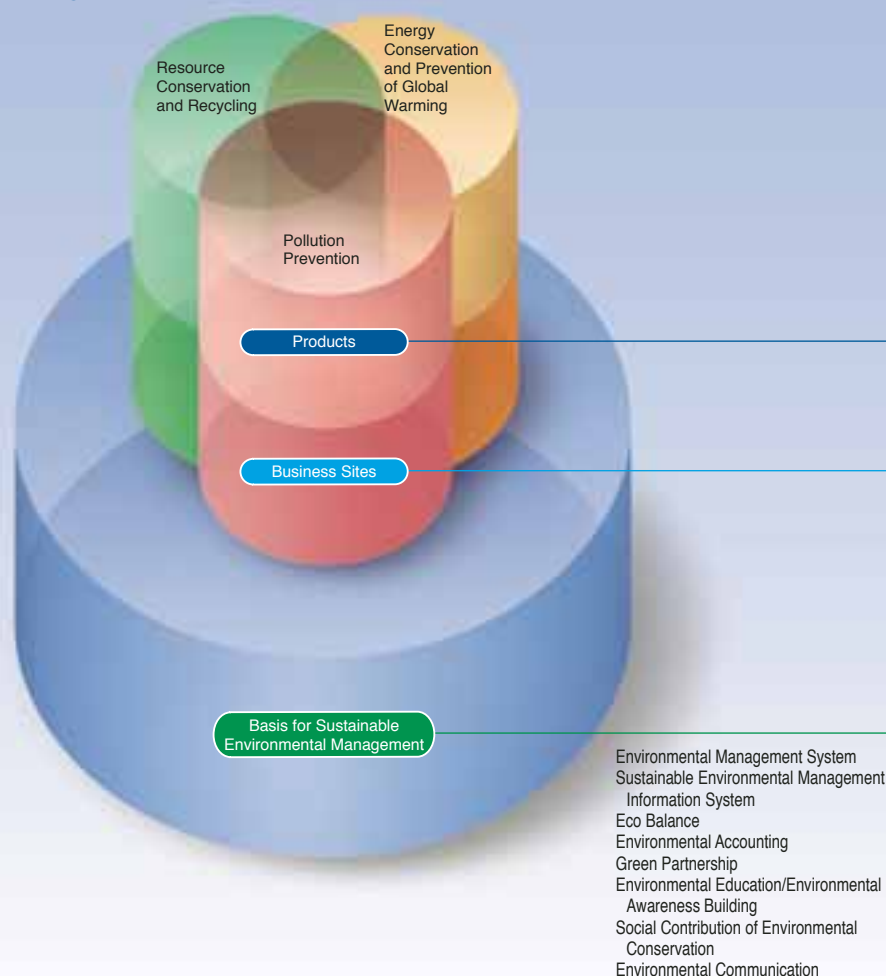 Resource
Conservation
and Recycling
Energy
Conservation
and Prevention
of Global
Warming
Pollution
Prevention
Products
Business Sites
Basis for Sustainable
Environmental Management
Environmental Management System
Sustainable Environmental Management
Information System
Eco Balance
Environmental Accounting
Green Partnership
Environmental Education/Environmental
Awareness Building
Social Contribution of Environmental
Conservation
Environmental Communication